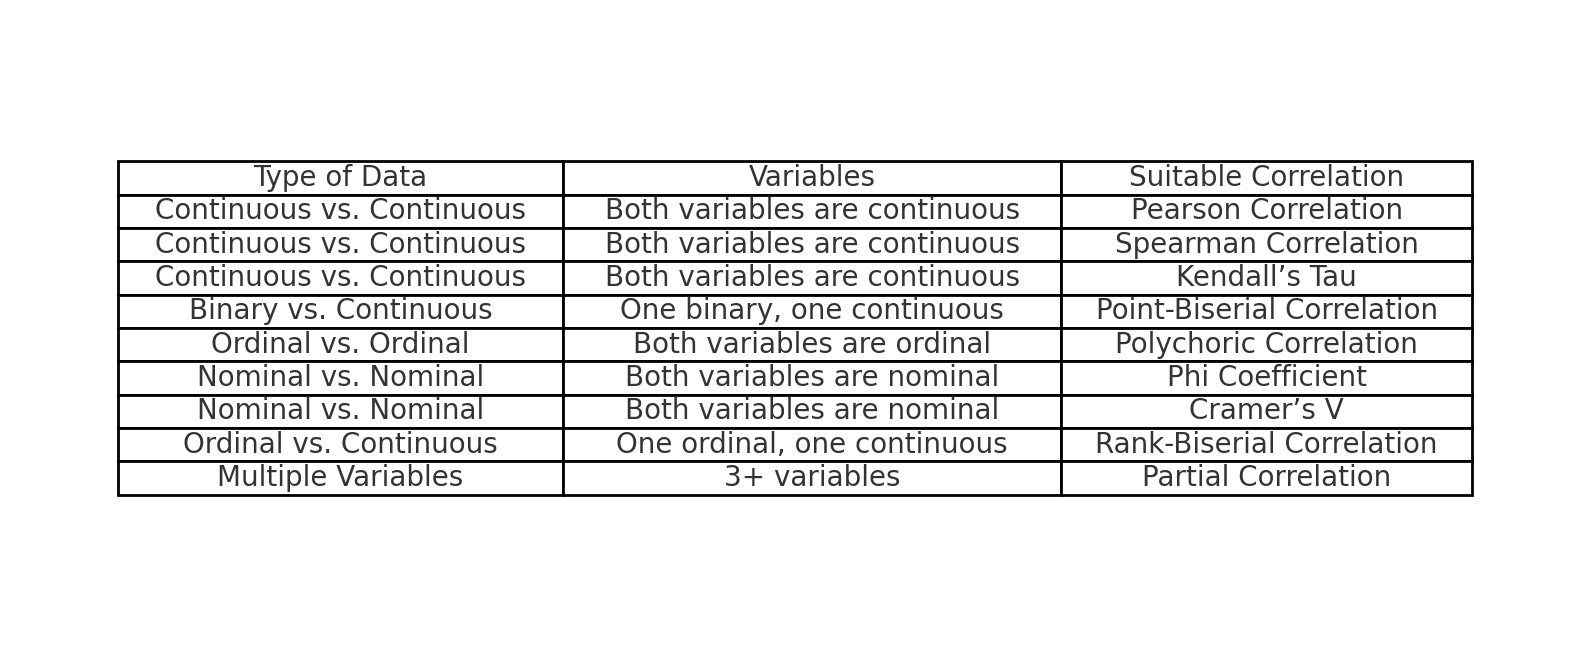 Type of Data Variables Suitable Correlation
Continuous vs. Continuous Both variables are continuous Pearson Correlation
Continuous vs. Continuous Both variables are continuous Spearman Correlation
Continuous vs. Continuous Both variables are continuous Kendall’s Tau
Binary vs. Continuous One binary, one continuous Point-Biserial Correlation
Ordinal vs. Ordinal Both variables are ordinal Polychoric Correlation
Nominal vs. Nominal Both variables are nominal Phi Coefficient
Nominal vs. Nominal Both variables are nominal Cramer’s V
Ordinal vs. Continuous One ordinal, one continuous Rank-Biserial Correlation
Multiple Variables 3+ variables Partial Correlation